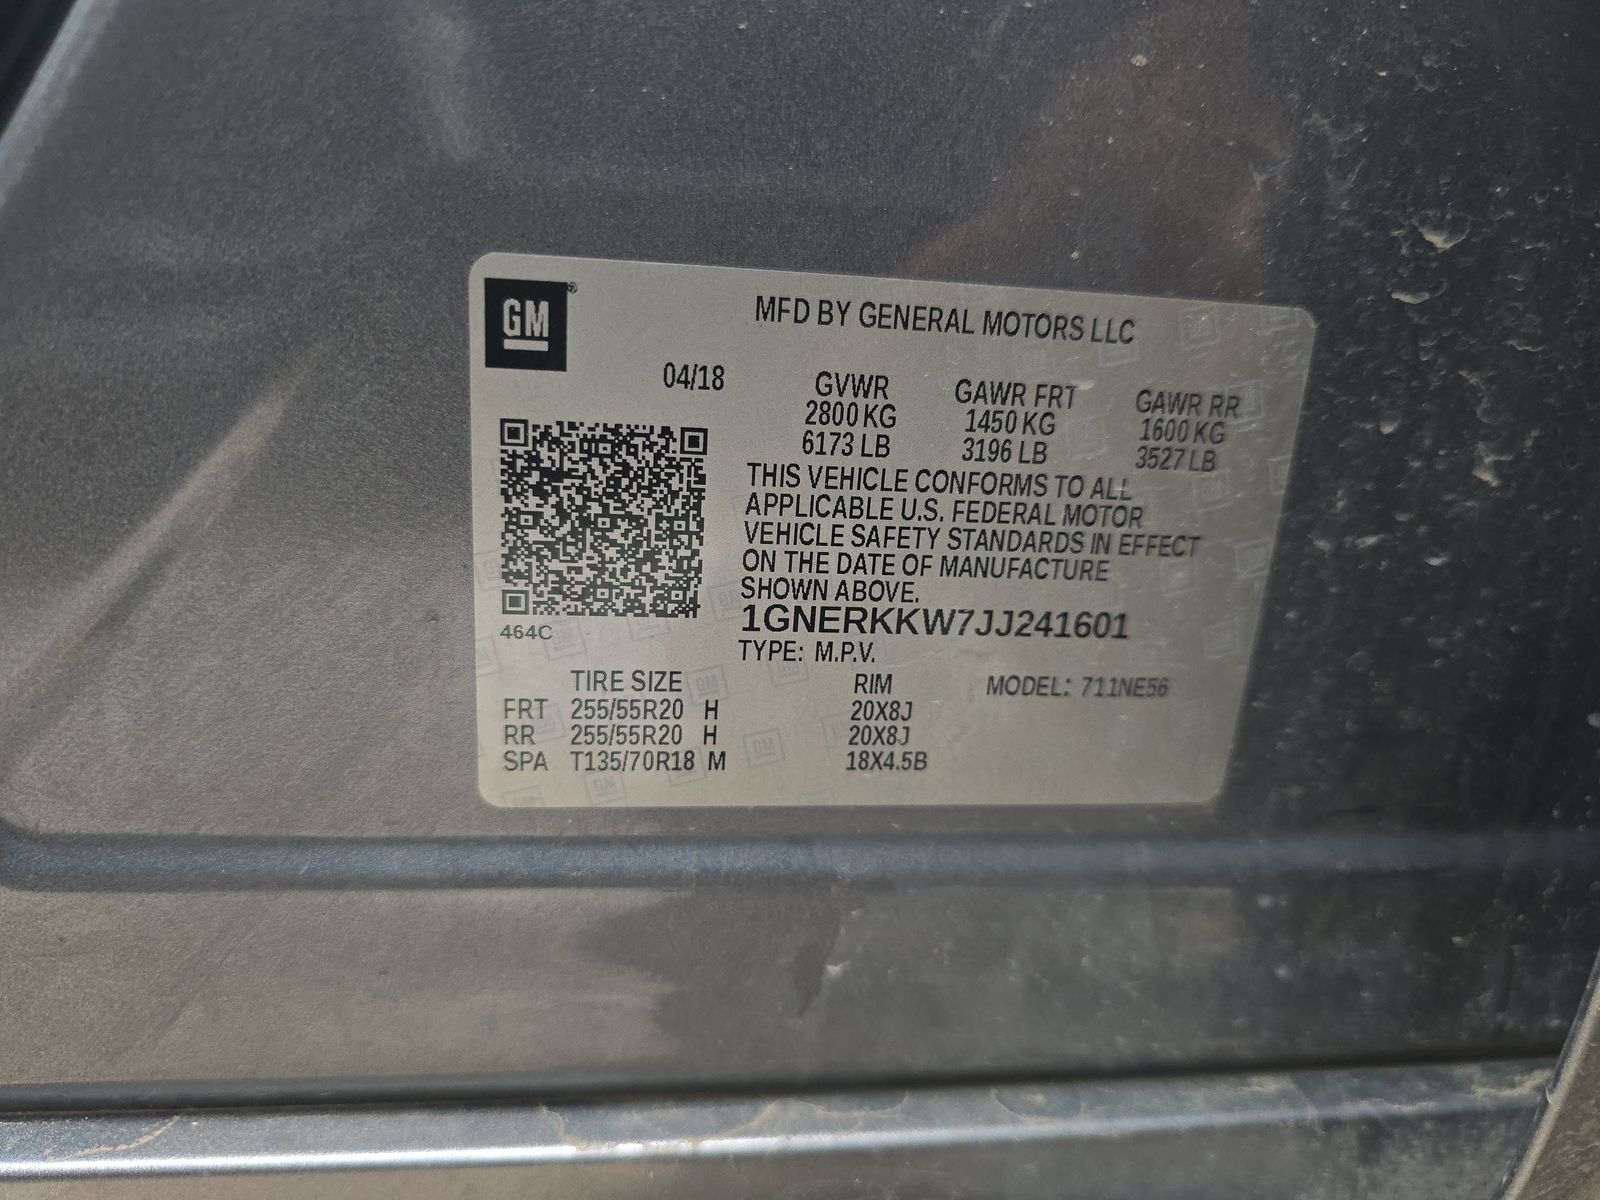 GM®
MFD BY GENERAL MOTORS LLC
04/18 GVWR GAWR FRT GAWR RR
2800 KG 1450 KG 1600 KG
6173 LB 3196 LB 3527 LB
THIS VEHICLE CONFORMS TO ALL
APPLICABLE U.S. FEDERAL MOTOR
VEHICLE SAFETY STANDARDS IN EFFECT
ON THE DATE OF MANUFACTURE
SHOWN ABOVE.
1GNERKKW7JJ241601
464C
TYPE: M.P.V.
TIRE SIZE RIM MODEL: 711NE56
FRT 255/55R20 H 20X8J
RR 255/55R20 H 20X8J
SPA T135/70R18 M 18X4.5B